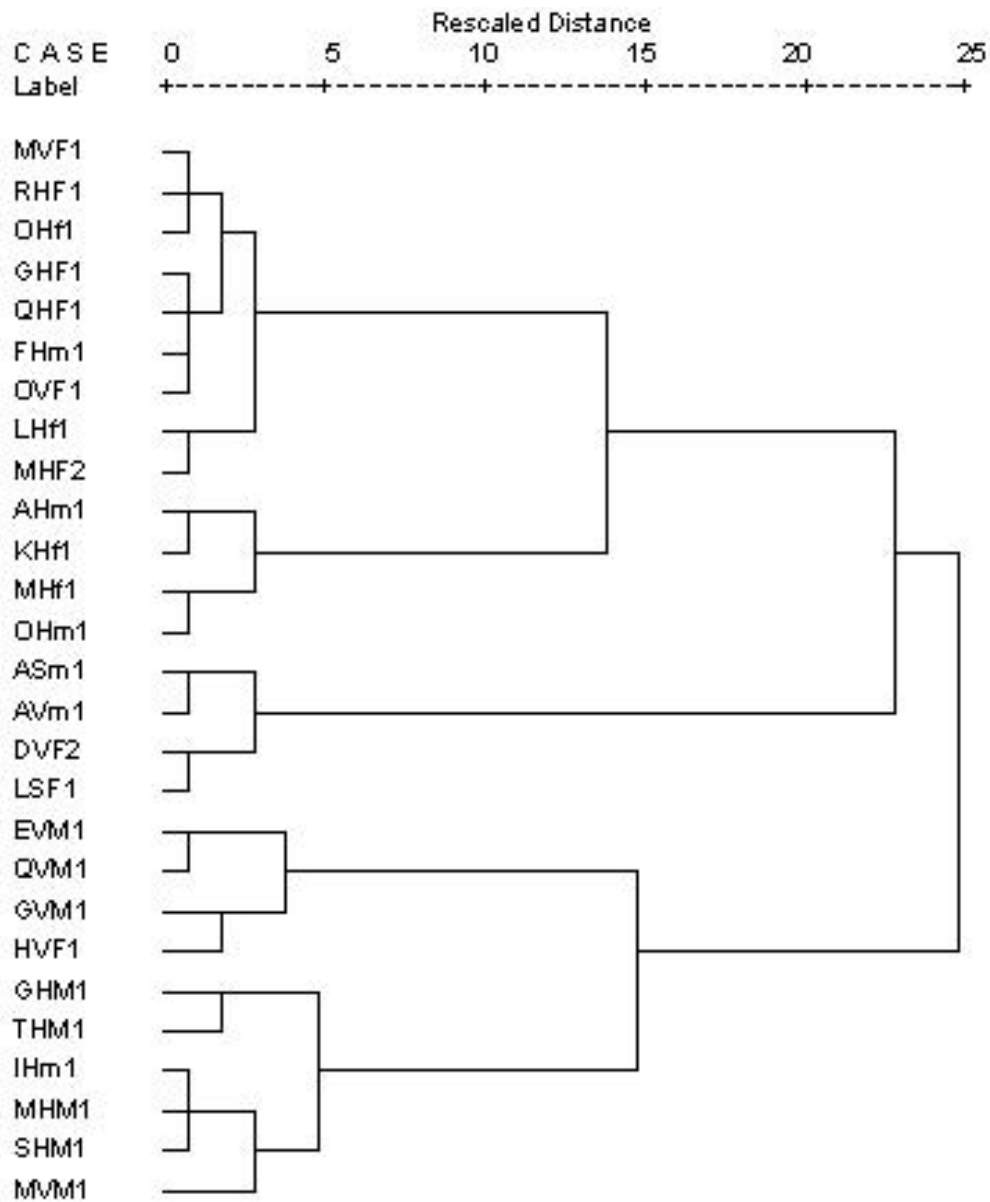 Rescaled Distance
C A S E 0 5 10 15 20 25
Label
MVF1
RHF1
OHf1
GHF1
QHF1
FHm1
OVF1
LHf1
MHF2
AHm1
KHf1
MHf1
OHm1
ASm1
AVm1
DVF2
LSF1
EVM1
QVM1
GVM1
HVF1
GHM1
THM1
IHm1
MHM1
SHM1
MVM1